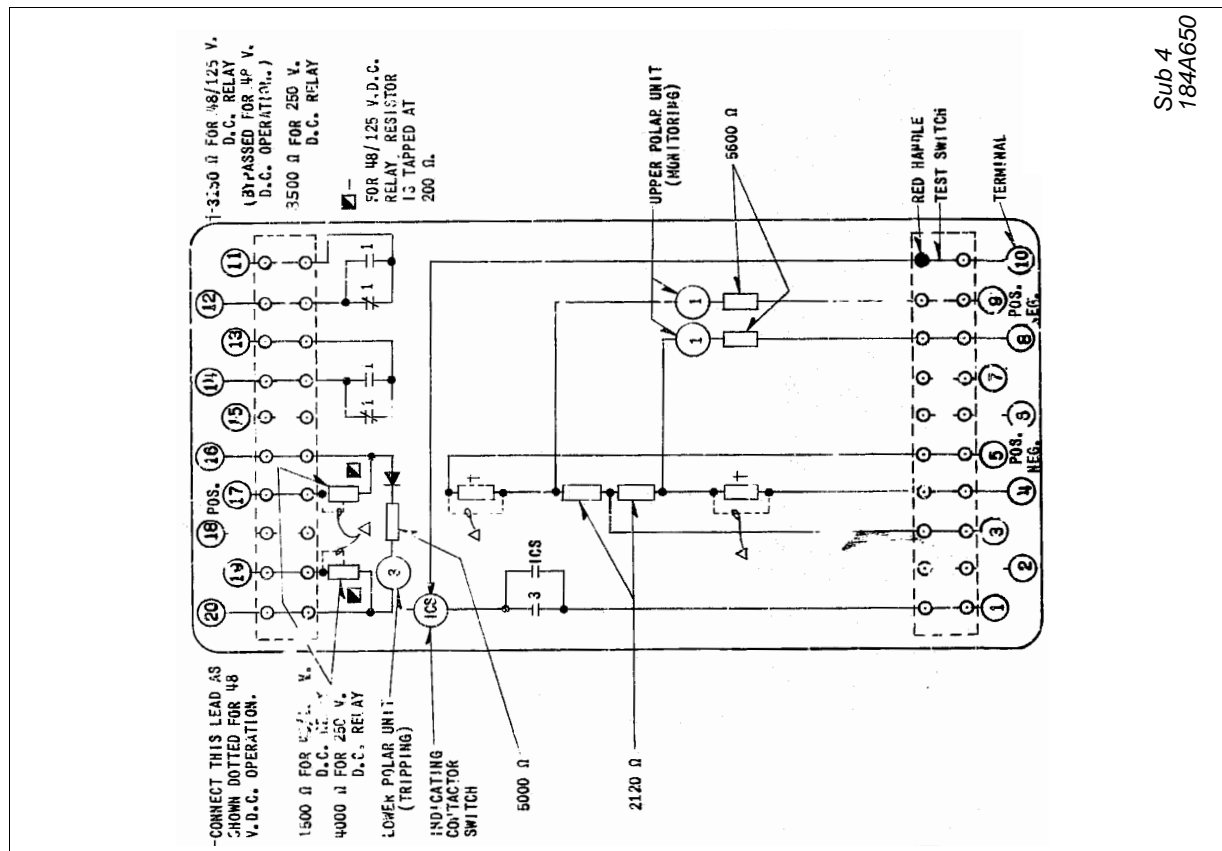 Sub 4
184A650
3250 Ω FOR 48/125 V.
D.C. RELAY
(BYPASSED FOR 48 V.
D.C. OPERATION.)
3500 Ω FOR 250 V.
D.C. RELAY
FOR 48/125 V.D.C.
RELAY, RESISTOR
IS TAPPED AT
200 Ω.
UPPER POLAR UNIT
(MONITORING)
5600 Ω
RED HANDLE
TEST SWITCH
TERMINAL
11
12
13
14
15
16
17 POS.
18
19
20
1
1
1
1
1
1
3
ICS
ICS
3
10
9 POS.
8
7
5 POS.
4 NEG.
3
2
1
-CONNECT THIS LEAD AS
SHOWN DOTTED FOR 48
V.D.C. OPERATION.
1500 Ω FOR
D.C.
4000 Ω FOR 250 V.
D.C. RELAY
LOWER POLAR UNIT
(TRIPPING)
INDICATING
CONTACTOR
SWITCH
5000 Ω
2120 Ω